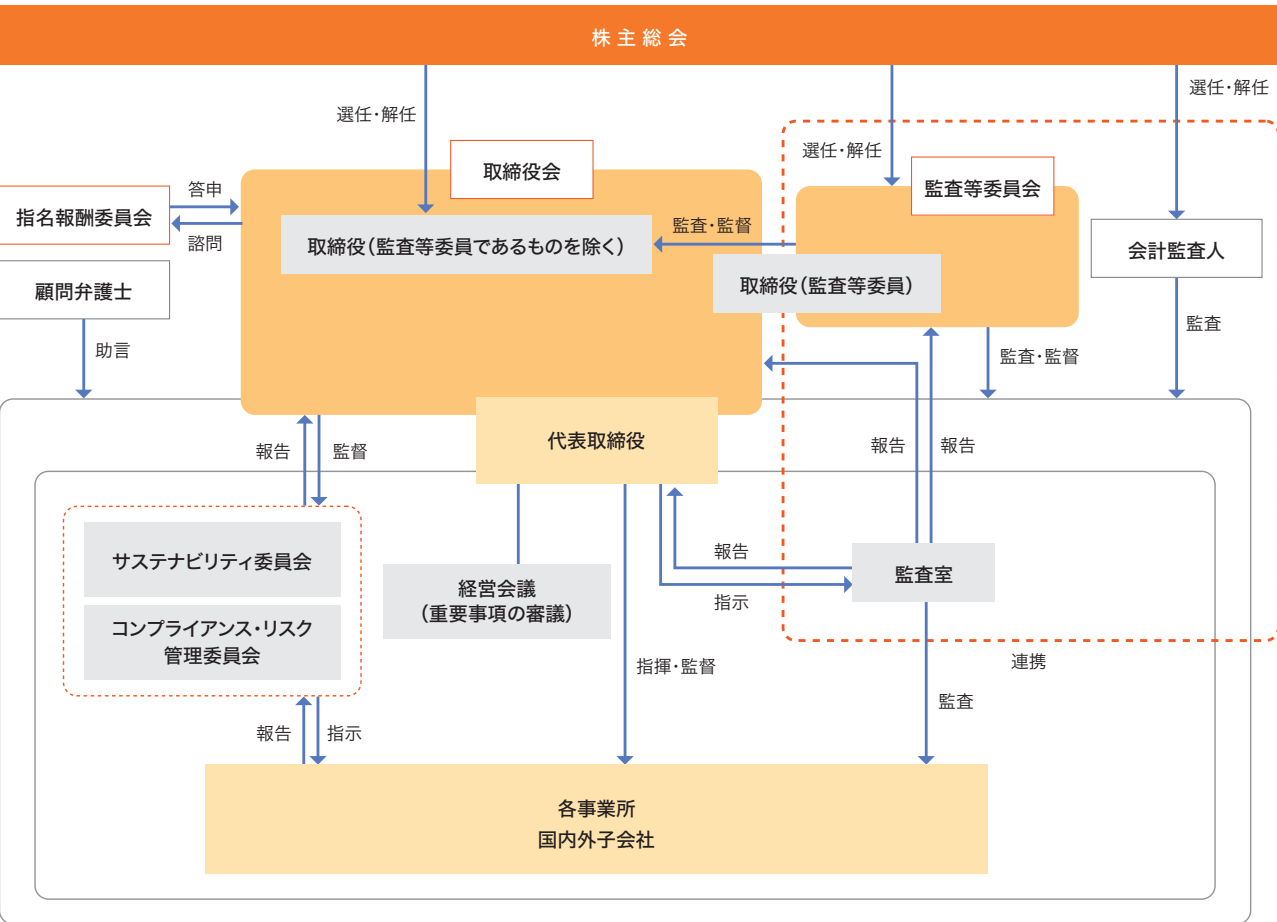 株主総会
選任・解任
選任・解任
選任・解任
取締役会
監査等委員会
指名報酬委員会
答申
諮問
取締役（監査等委員であるものを除く）
監査・監督
取締役（監査等委員）
会計監査人
顧問弁護士
助言
監査・監督
監査
代表取締役
報告
監督
報告
報告
サステナビリティ委員会
コンプライアンス・リスク
管理委員会
経営会議
（重要事項の審議）
報告
指示
監査室
連携
指揮・監督
監査
報告
指示
各事業所
国内外子会社